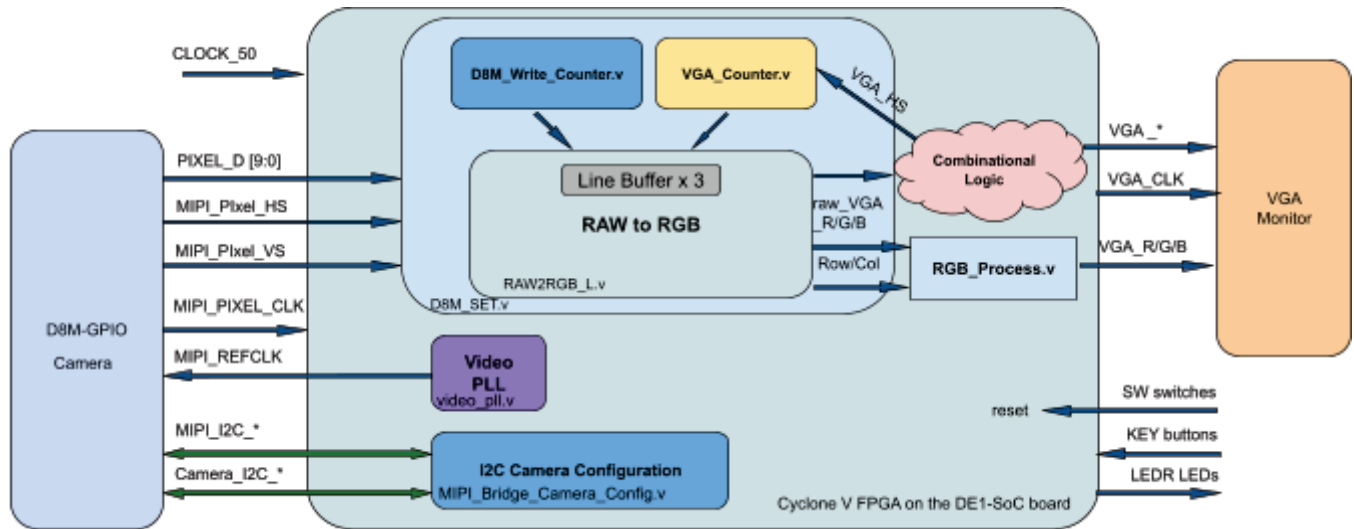 CLOCK_50
D8M_Write_Counter.v
VGA_Counter.v
VGA_HS
PIXEL_D [9:0]
MIPI_PIxel_HS
MIPI_PIxel_VS
MIPI_PIXEL_CLK
MIPI_REFCLK
MIPI_I2C_*
Camera_I2C_*
D8M-GPIO
Camera
Line Buffer x 3
RAW to RGB
RAW2RGB_L.v
D8M_SET.v
raw_VGA
_R/G/B
Row/Col
Combinational
Logic
RGB_Process.v
VGA_*
VGA_CLK
VGA_R/G/B
VGA
Monitor
Video
PLL
video_pll.v
I2C Camera Configuration
MIPI_Bridge_Camera_Config.v
reset
SW switches
KEY buttons
LEDR LEDs
Cyclone V FPGA on the DE1-SoC board